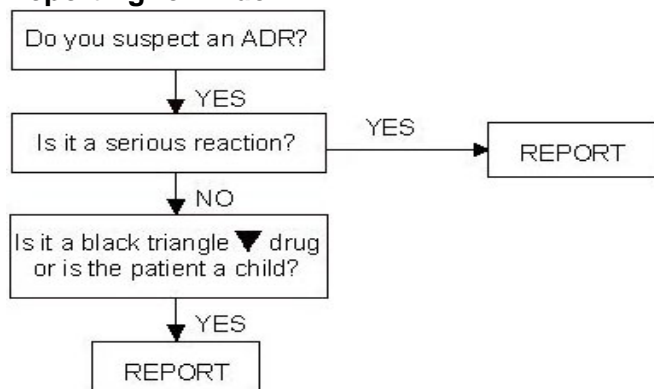 Do you suspect an ADR?
YES
Is it a serious reaction?
YES
REPORT
NO
Is it a black triangle ▼ drug
or is the patient a child?
YES
REPORT